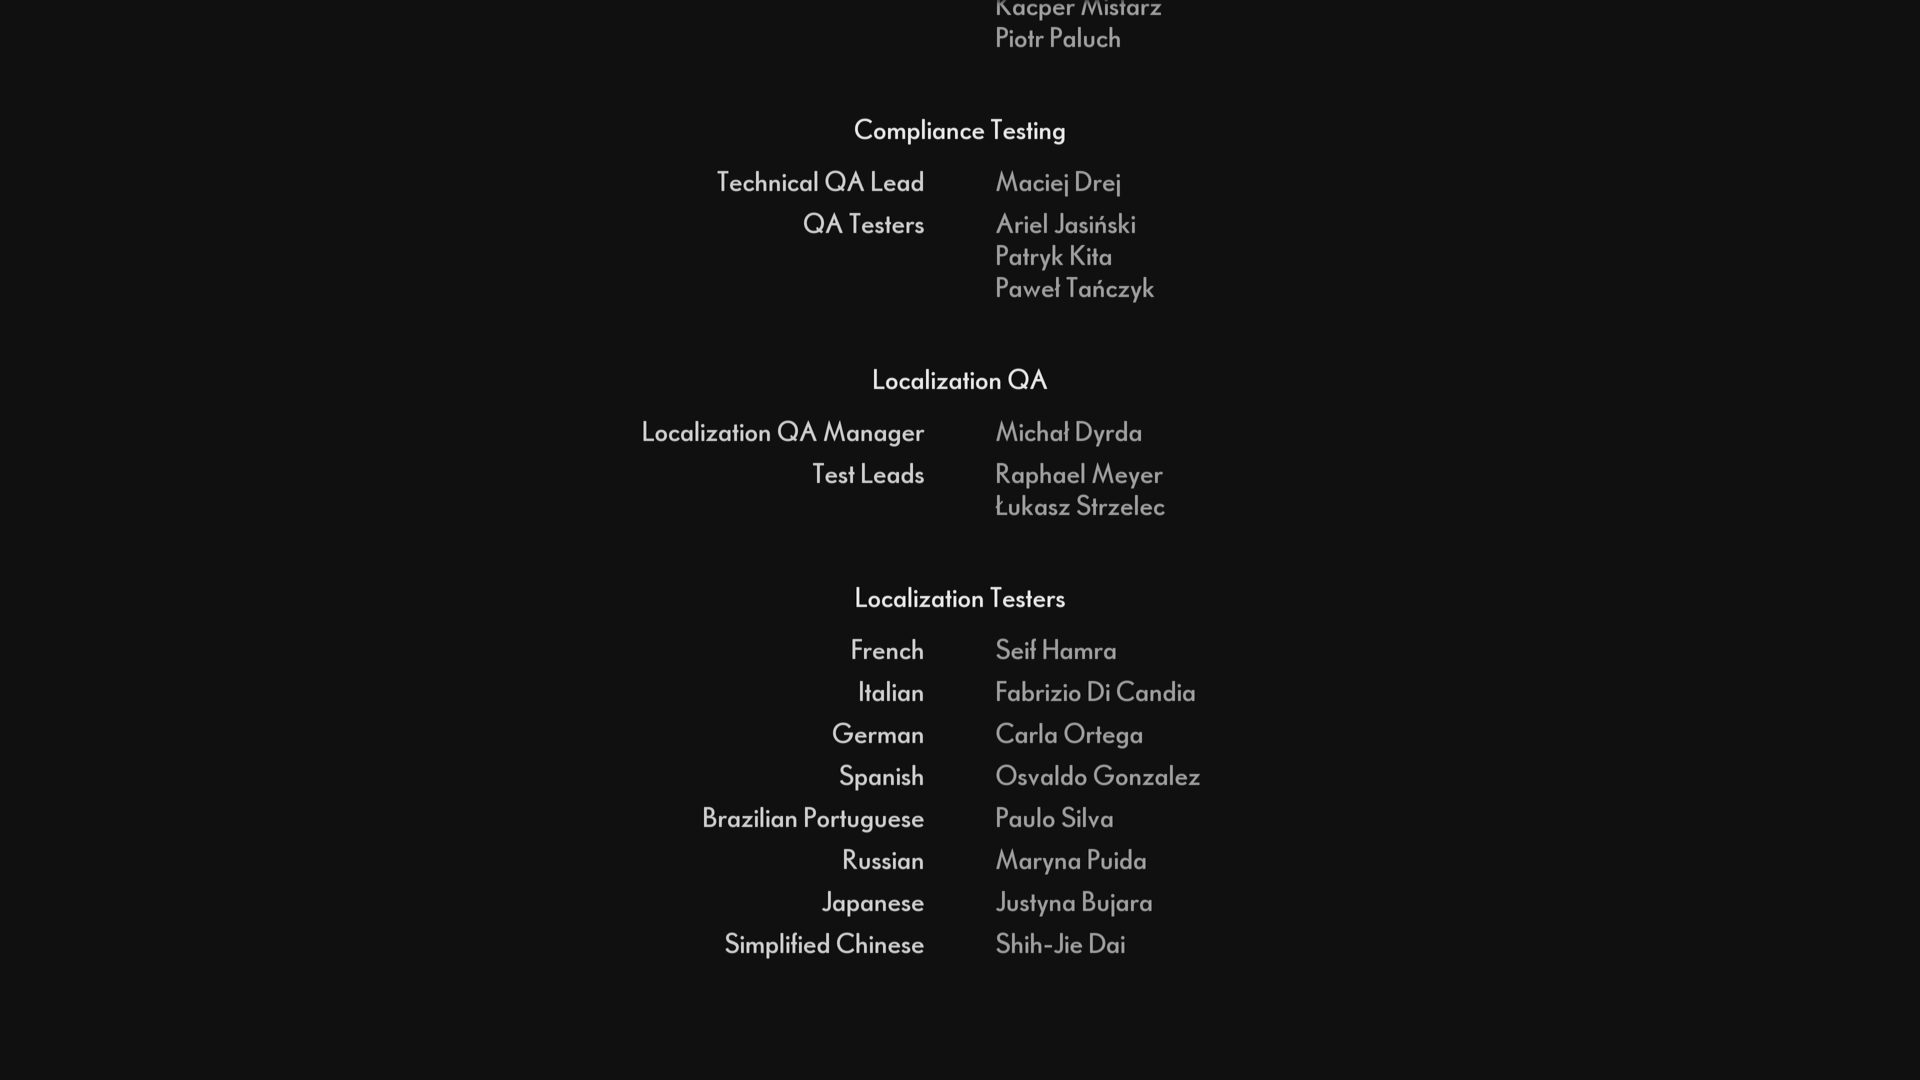 Kacper Mistarz
Piotr Paluch
Compliance Testing
Technical QA Lead Maciej Drej
QA Testers Ariel Jasiński
Patryk Kita
Paweł Tańczyk
Localization QA
Localization QA Manager Michał Dyrda
Test Leads Raphael Meyer
Łukasz Strzelec
Localization Testers
French Seif Hamra
Italian Fabrizio Di Candia
German Carla Ortega
Spanish Osvaldo Gonzalez
Brazilian Portuguese Paulo Silva
Russian Maryna Puida
Japanese Justyna Bujara
Simplified Chinese Shih-Jie Dai